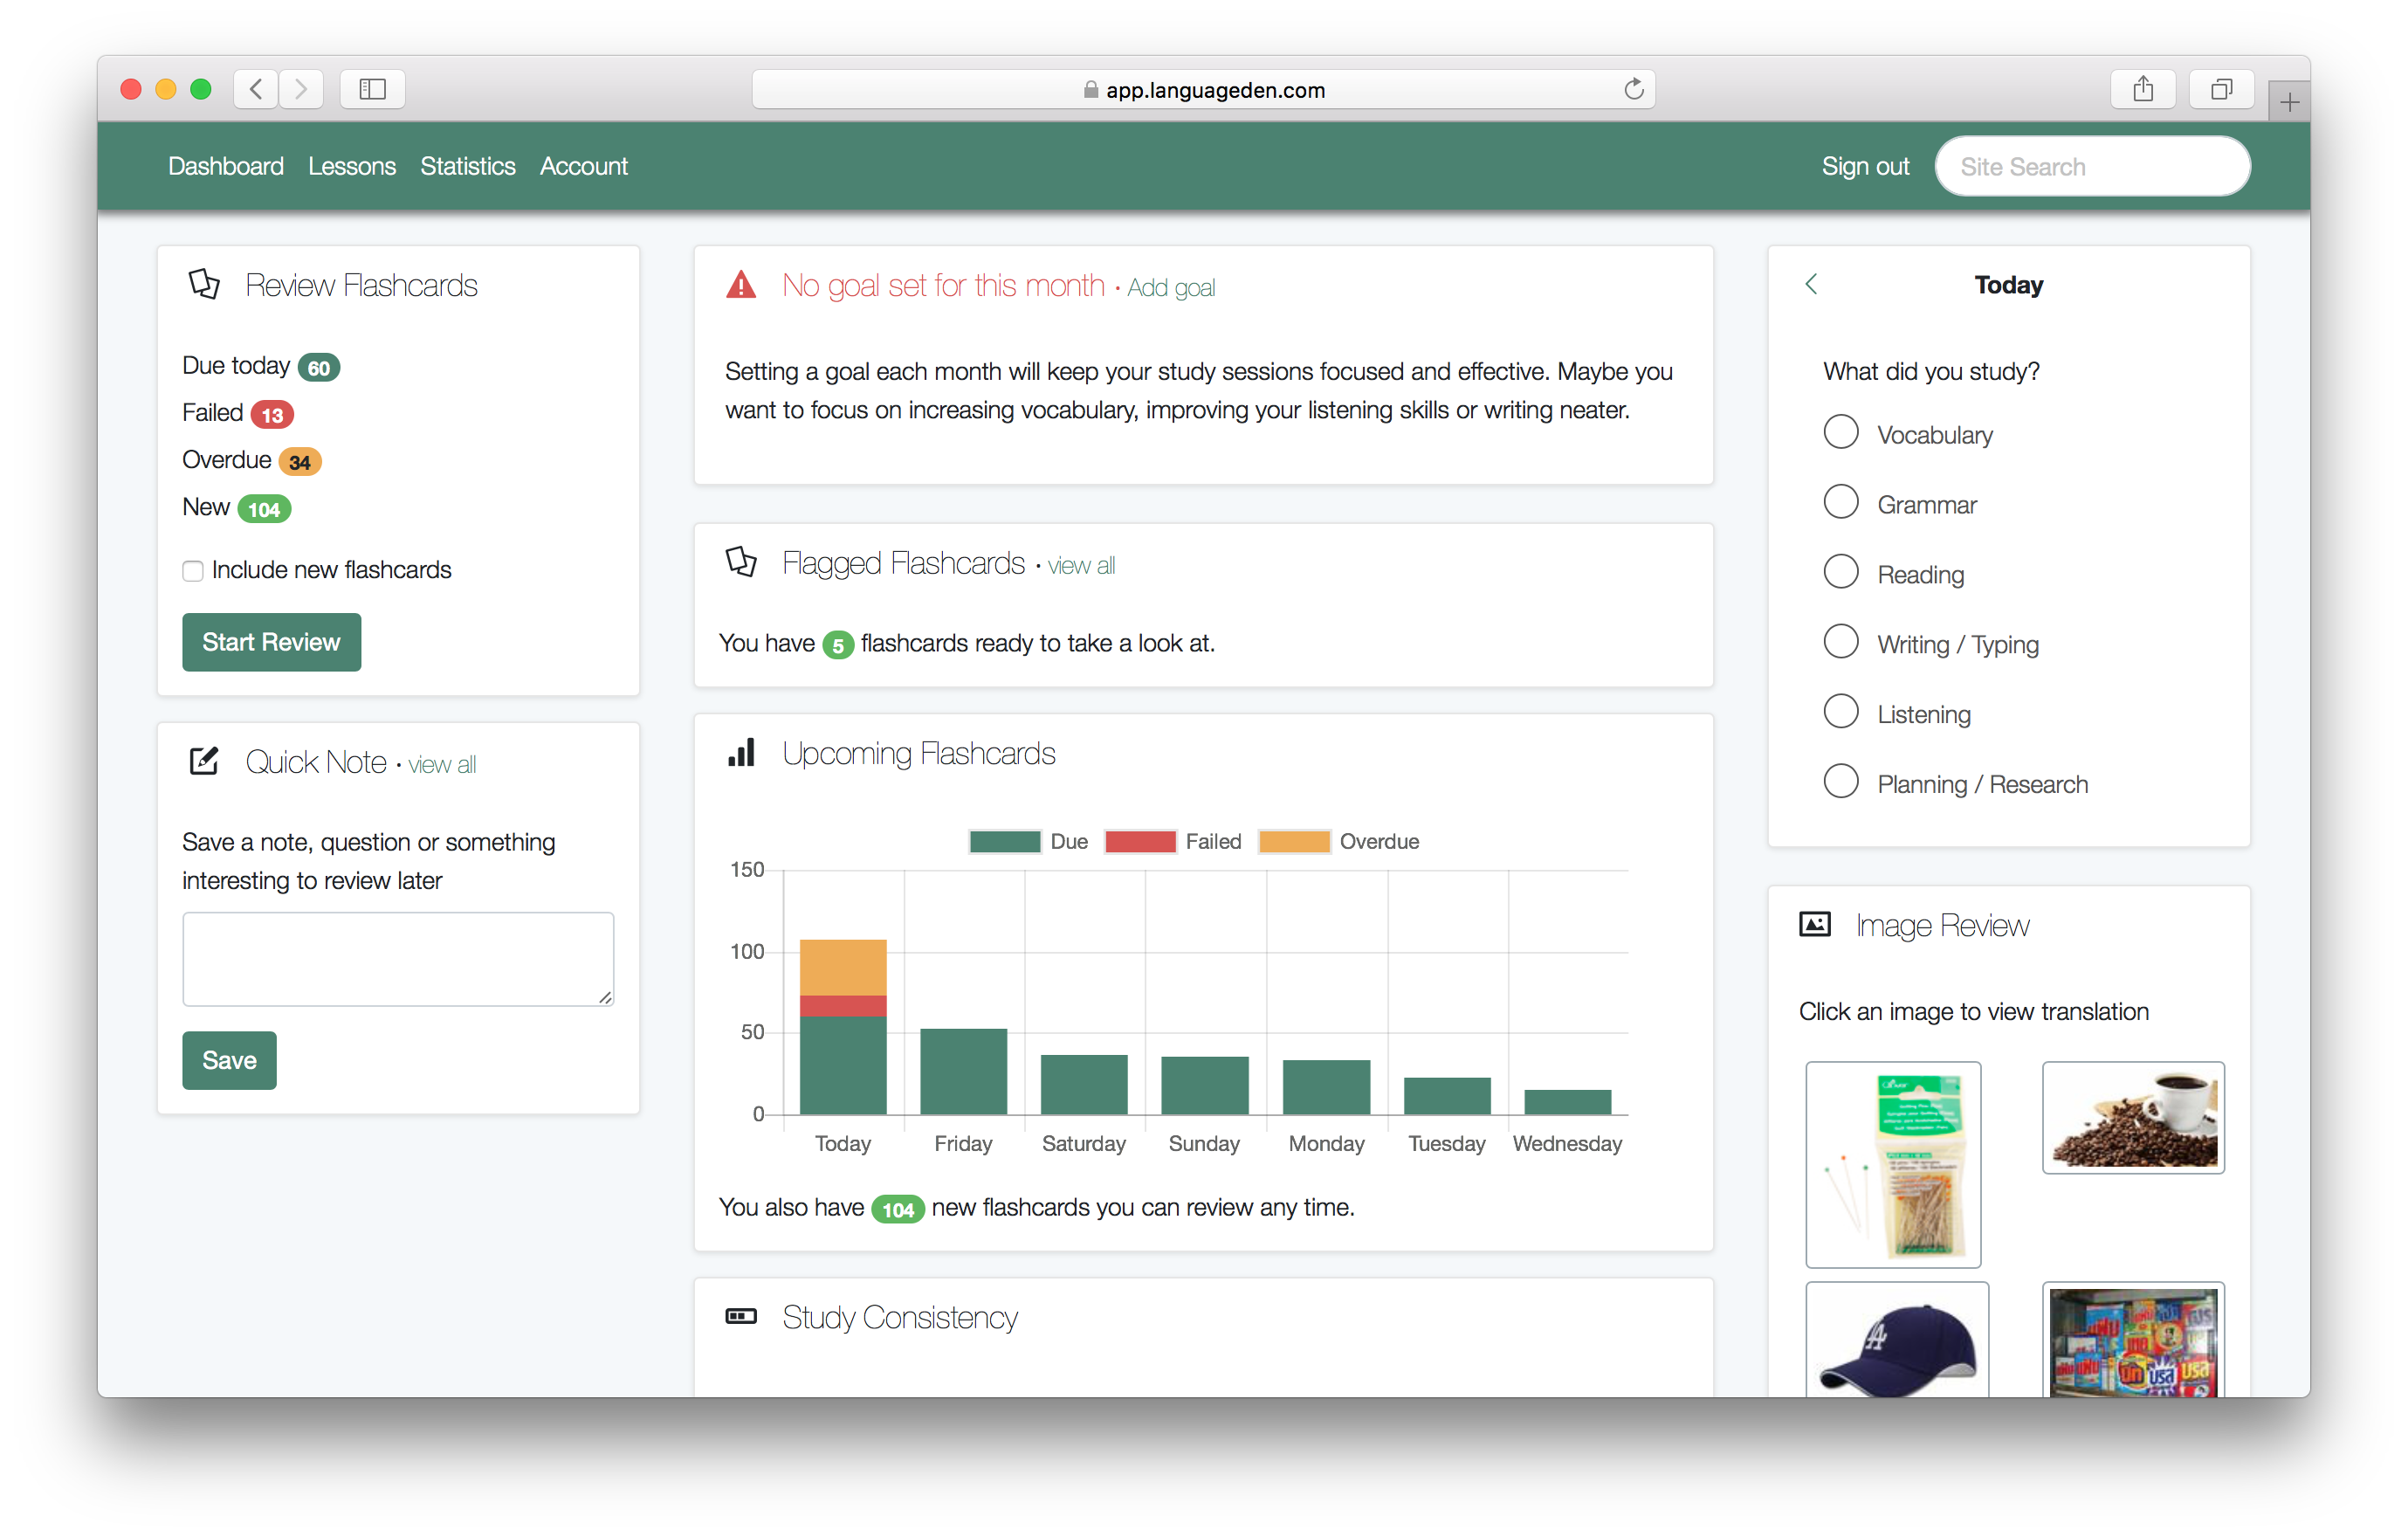 app.languageden.com
Dashboard Lessons Statistics Account Sign out Site Search
Review Flashcards
Due today 60
Failed 13
Overdue 34
New 104
Include new flashcards
Start Review
Quick Note · view all
Save a note, question or something
interesting to review later
Save
No goal set for this month · Add goal
Setting a goal each month will keep your study sessions focused and effective. Maybe you
want to focus on increasing vocabulary, improving your listening skills or writing neater.
Flagged Flashcards · view all
You have 5 flashcards ready to take a look at.
Upcoming Flashcards
Due Failed Overdue
150
100
50
0
Today Friday Saturday Sunday Monday Tuesday Wednesday
You also have 104 new flashcards you can review any time.
Study Consistency
Today
What did you study?
Vocabulary
Grammar
Reading
Writing / Typing
Listening
Planning / Research
Image Review
Click an image to view translation
LA